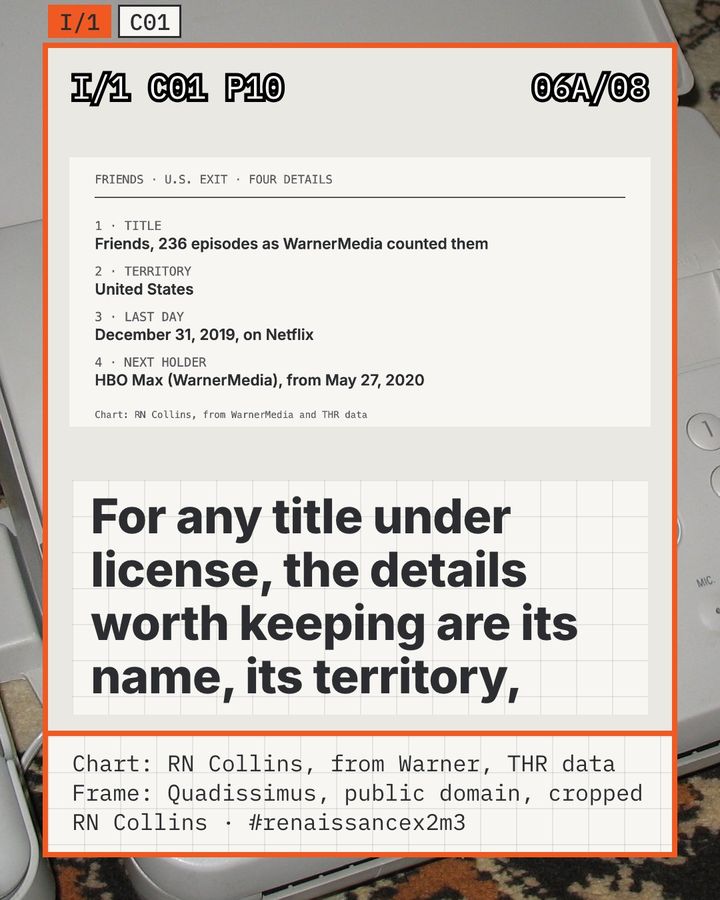 I/1 C01
I/1 C01 P10 06A/08
FRIENDS · U.S. EXIT · FOUR DETAILS
1 · TITLE
Friends, 236 episodes as WarnerMedia counted them
2 · TERRITORY
United States
3 · LAST DAY
December 31, 2019, on Netflix
4 · NEXT HOLDER
HBO Max (WarnerMedia), from May 27, 2020
Chart: RN Collins, from WarnerMedia and THR data
For any title under
license, the details
worth keeping are its
name, its territory,
Chart: RN Collins, from Warner, THR data
Frame: Quadissimus, public domain, cropped
RN Collins · #renaissancex2m3
1
MIC.